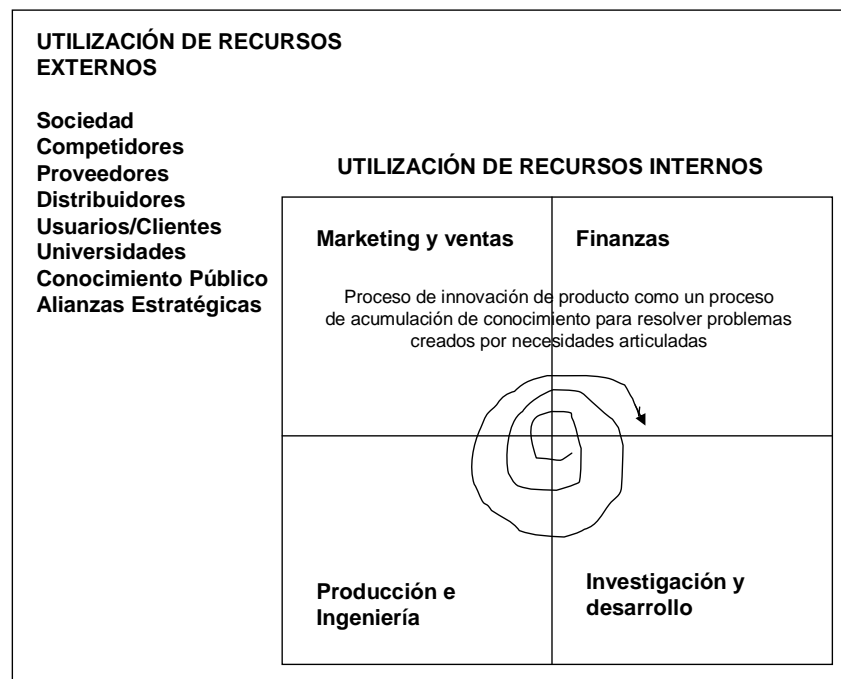 UTILIZACIÓN DE RECURSOS
EXTERNOS
Sociedad
Competidores
Proveedores
Distribuidores
Usuarios/Clientes
Universidades
Conocimiento Público
Alianzas Estratégicas
UTILIZACIÓN DE RECURSOS INTERNOS
Marketing y ventas
Finanzas
Proceso de innovación de producto como un proceso
de acumulación de conocimiento para resolver problemas
creados por necesidades articuladas
Producción e
Ingeniería
Investigación y
desarrollo